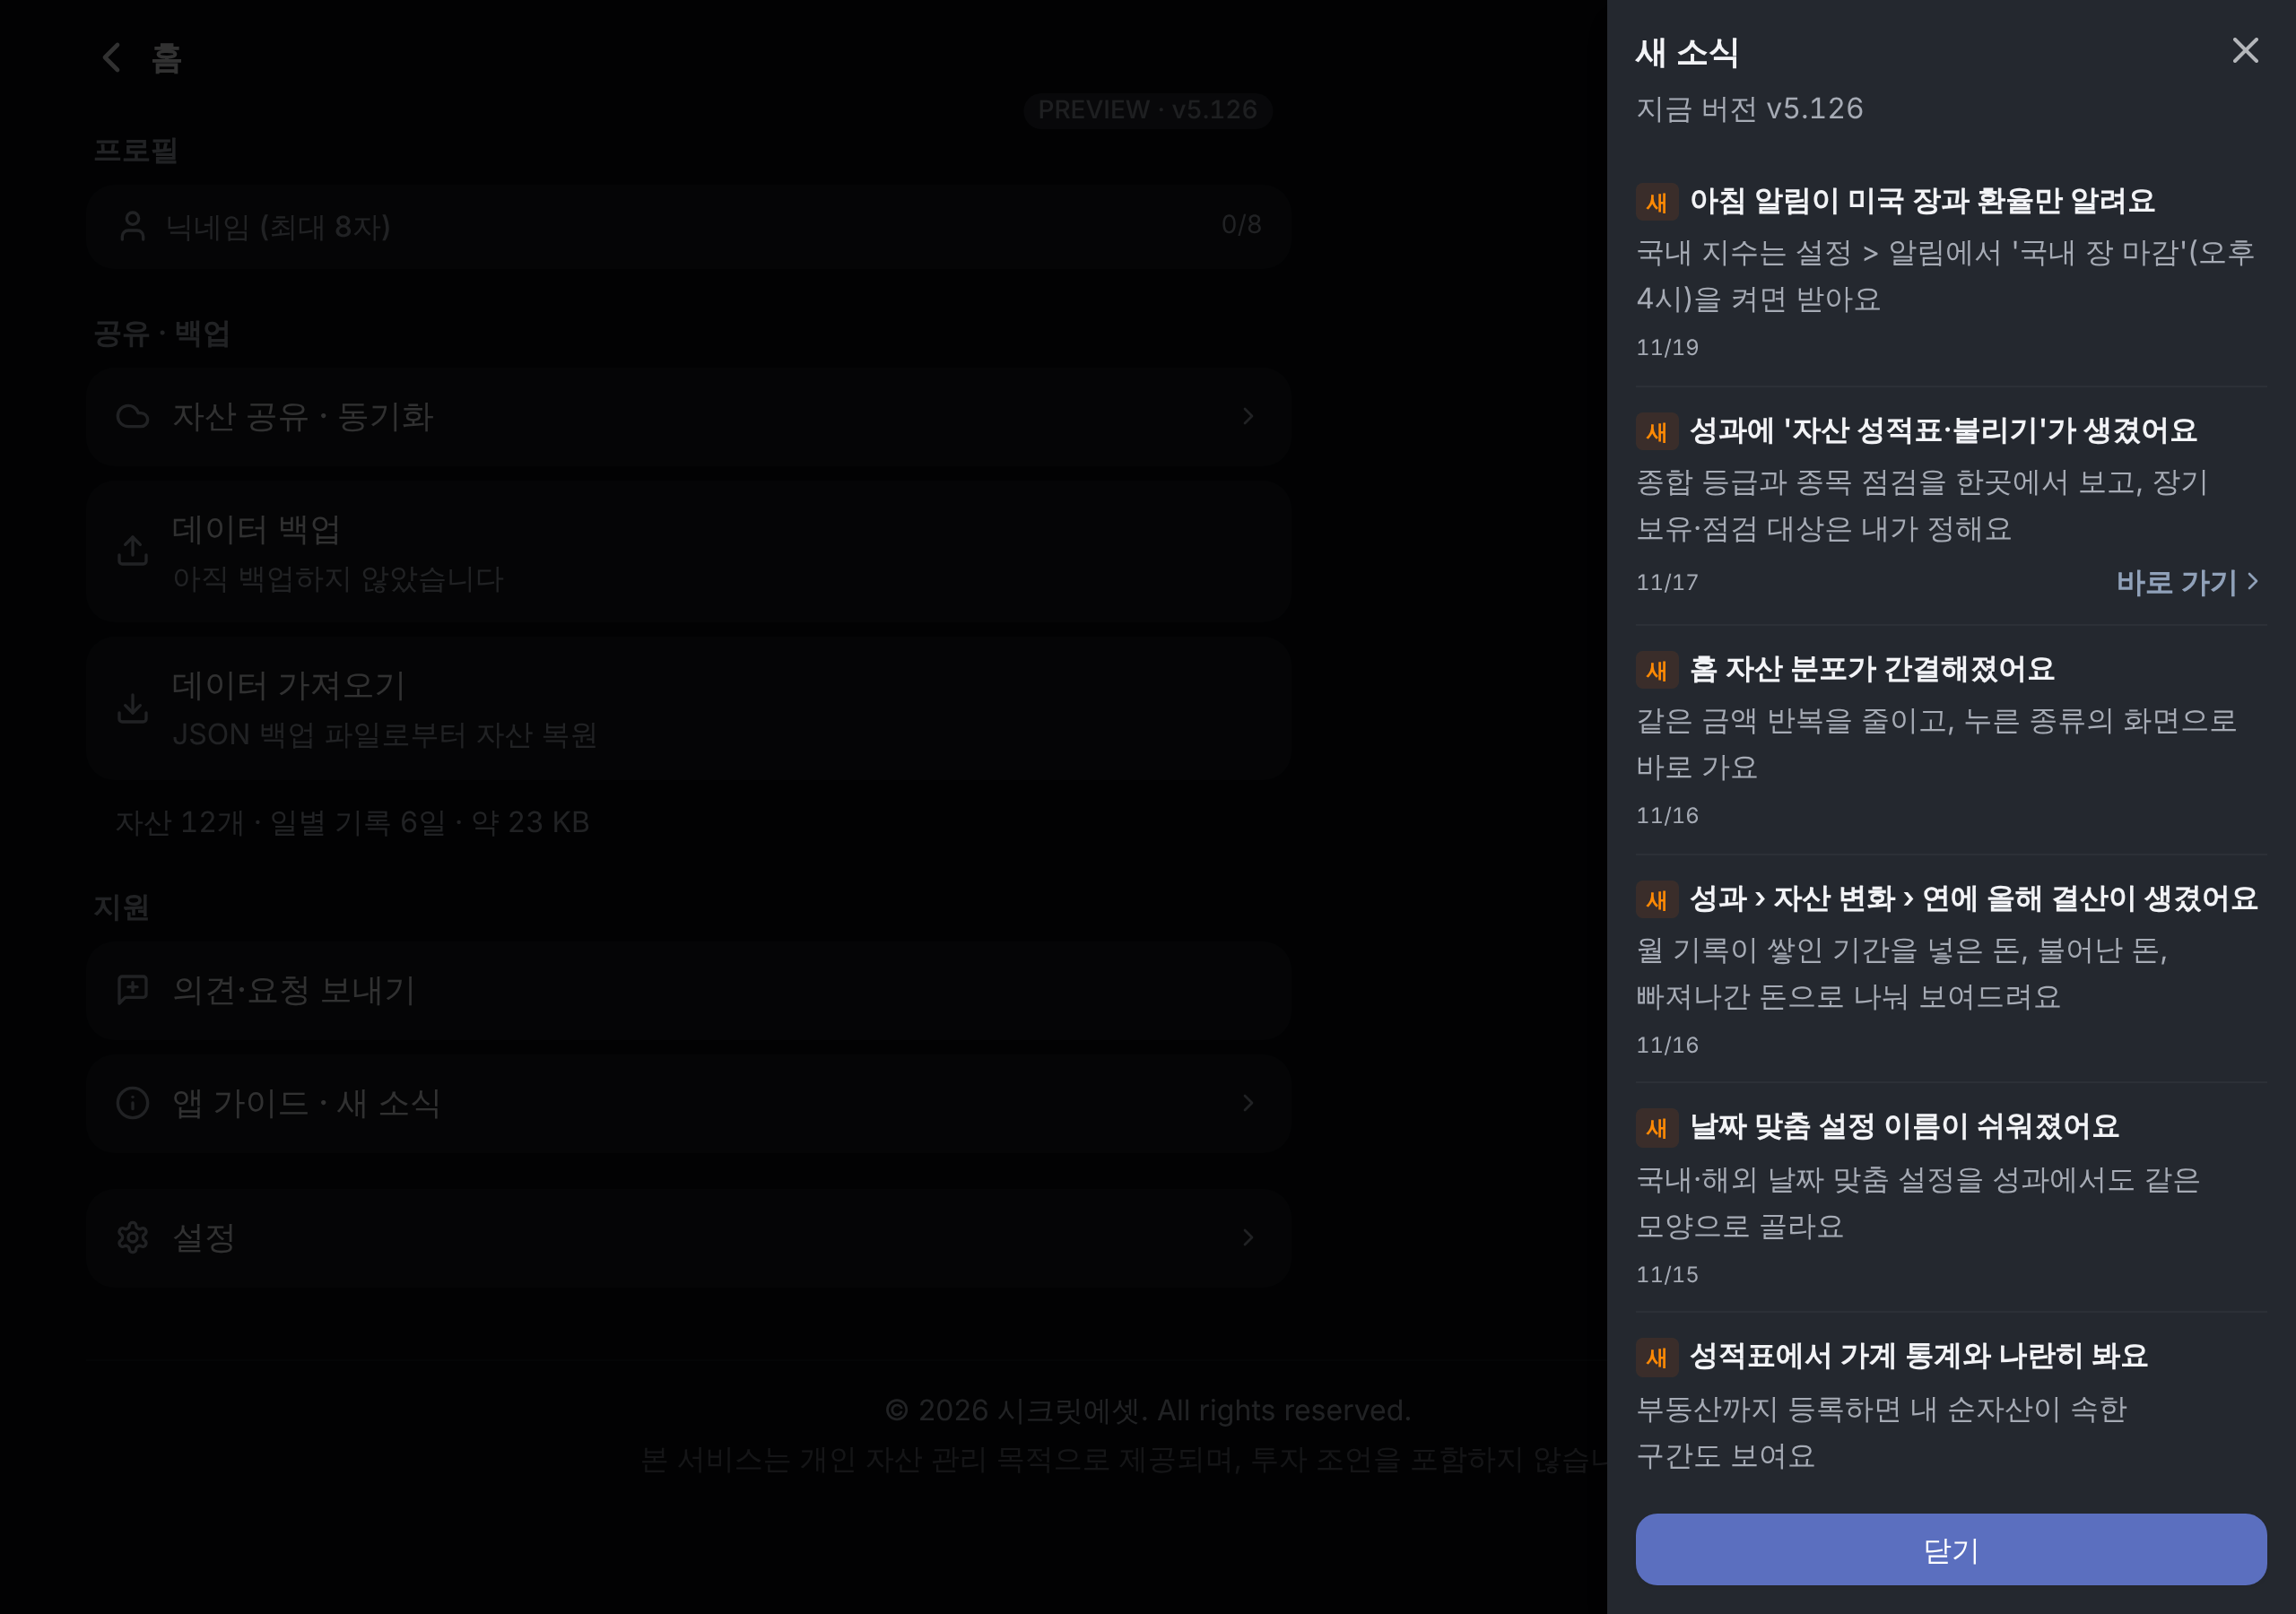 홈
PREVIEW · v5.126
프로필
닉네임 (최대 8자)
0/8
공유 · 백업
자산 공유 · 동기화
데이터 백업
아직 백업하지 않았습니다
데이터 가져오기
JSON 백업 파일로부터 자산 복원
자산 12개 · 일별 기록 6일 · 약 23 KB
지원
의견·요청 보내기
앱 가이드 · 새 소식
설정
© 2026 시크릿에셋. All rights reserved.
본 서비스는 개인 자산 관리 목적으로 제공되며, 투자 조언을 포함하지 않습니
새 소식
지금 버전 v5.126
새 아침 알림이 미국 장과 환율만 알려요
국내 지수는 설정 > 알림에서 '국내 장 마감'(오후
4시)을 켜면 받아요
11/19
새 성과에 '자산 성적표·불리기'가 생겼어요
종합 등급과 종목 점검을 한곳에서 보고, 장기
보유·점검 대상은 내가 정해요
11/17
바로 가기 >
새 홈 자산 분포가 간결해졌어요
같은 금액 반복을 줄이고, 누른 종류의 화면으로
바로 가요
11/16
새 성과 › 자산 변화 › 연에 올해 결산이 생겼어요
월 기록이 쌓인 기간을 넣은 돈, 불어난 돈,
빠져나간 돈으로 나눠 보여드려요
11/16
새 날짜 맞춤 설정 이름이 쉬워졌어요
국내·해외 날짜 맞춤 설정을 성과에서도 같은
모양으로 골라요
11/15
새 성적표에서 가계 통계와 나란히 봐요
부동산까지 등록하면 내 순자산이 속한
구간도 보여요
닫기